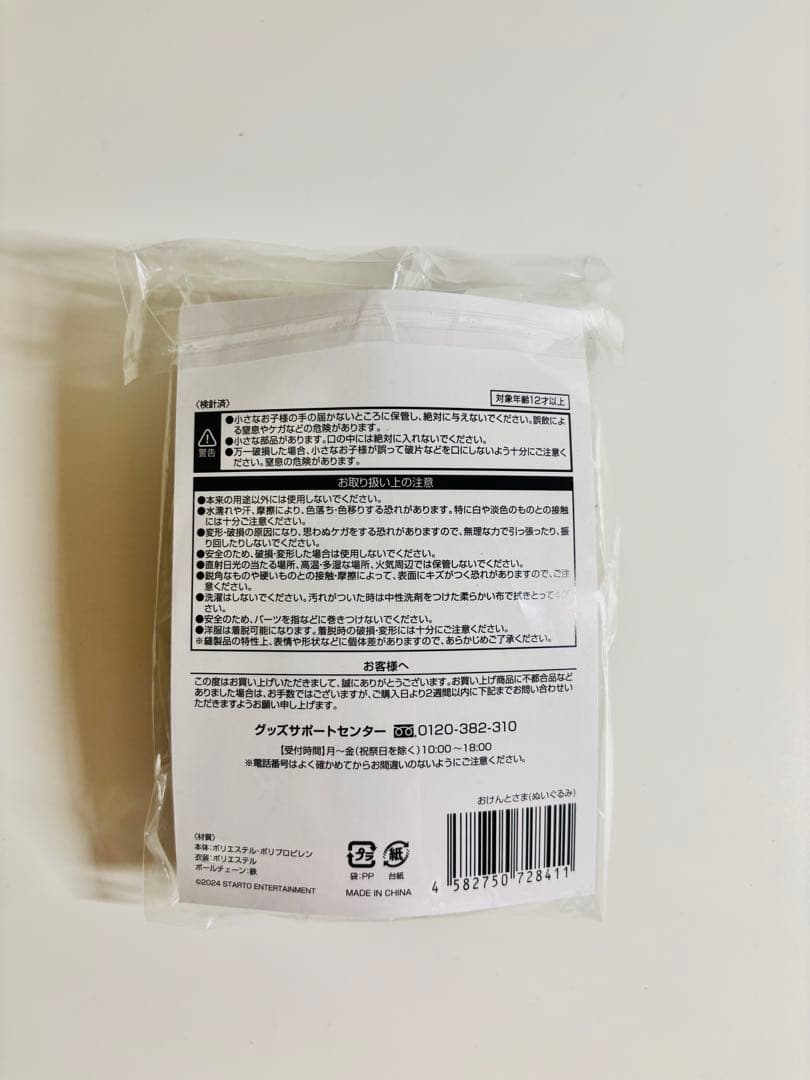 〈検針済〉
対象年齢12才以上
警告
●小さなお子様の手の届かないところに保管し、絶対に与えないでください。誤飲によ
る窒息やケガなどの危険があります。
●小さな部品があります。口の中には絶対に入れないでください。
●万一破損した場合、小さなお子様が誤って破片などを口にしないよう十分にご注意く
ださい。窒息の危険があります。
お取り扱い上の注意
●本来の用途以外には使用しないでください。
●水濡れや汗、摩擦により、色落ち・色移りする恐れがあります。特に白や淡色のものとの接触
には十分ご注意ください。
●変形・破損の原因になり、思わぬケガをする恐れがありますので、無理な力で引っ張ったり、振
り回したりしないでください。
●安全のため、破損・変形した場合は使用しないでください。
●直射日光の当たる場所、高温・多湿な場所、火気周辺では保管しないでください。
●鋭角なものや硬いものとの接触・摩擦によって、表面にキズがつく恐れがありますので、ご注
意ください。
●洗濯はしないでください。汚れがついた時は中性洗剤をつけた柔らかい布で拭きとってくだ
さい。
●安全のため、パーツを指などに巻きつけないでください。
●洋服は着脱可能になります。着脱時の破損・変形には十分にご注意ください。
※縫製品の特性上、表情や形状などに個体差がありますので、あらかじめご了承ください。
お客様へ
この度はお買い上げいただきまして、誠にありがとうございます。お買い上げ商品に不都合品など
ありました場合は、お手数ではございますが、ご購入日より2週間以内に下記までお問い合わせい
ただきますようお願い申し上げます。
グッズサポートセンター 0120-382-310
【受付時間】月～金(祝祭日を除く)10:00～18:00
※電話番号はよく確かめてからお間違いのないようにご注意ください。
おけんとさま(ぬいぐるみ)
〈材質〉
本体：ポリエステル・ポリプロピレン
衣装：ポリエステル
ボールチェーン：鉄
©2024 STARTO ENTERTAINMENT
プラ
袋：PP
紙
台紙
MADE IN CHINA
4 582750 728411